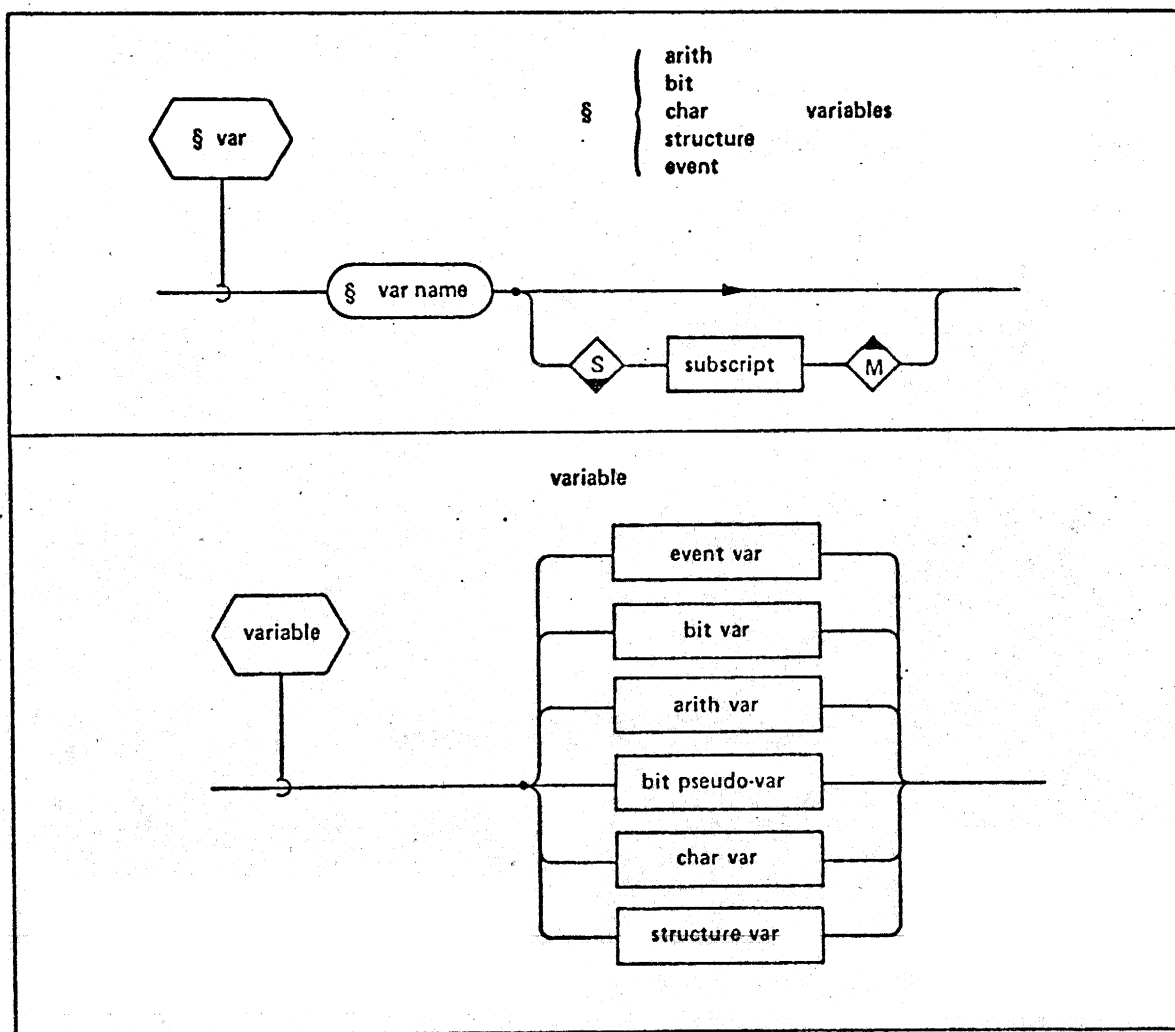 arith
bit
§ char variables
structure
event
§ var
§ var name
S subscript M
variable
event var
bit var
variable
arith var
bit pseudo-var
char var
structure var